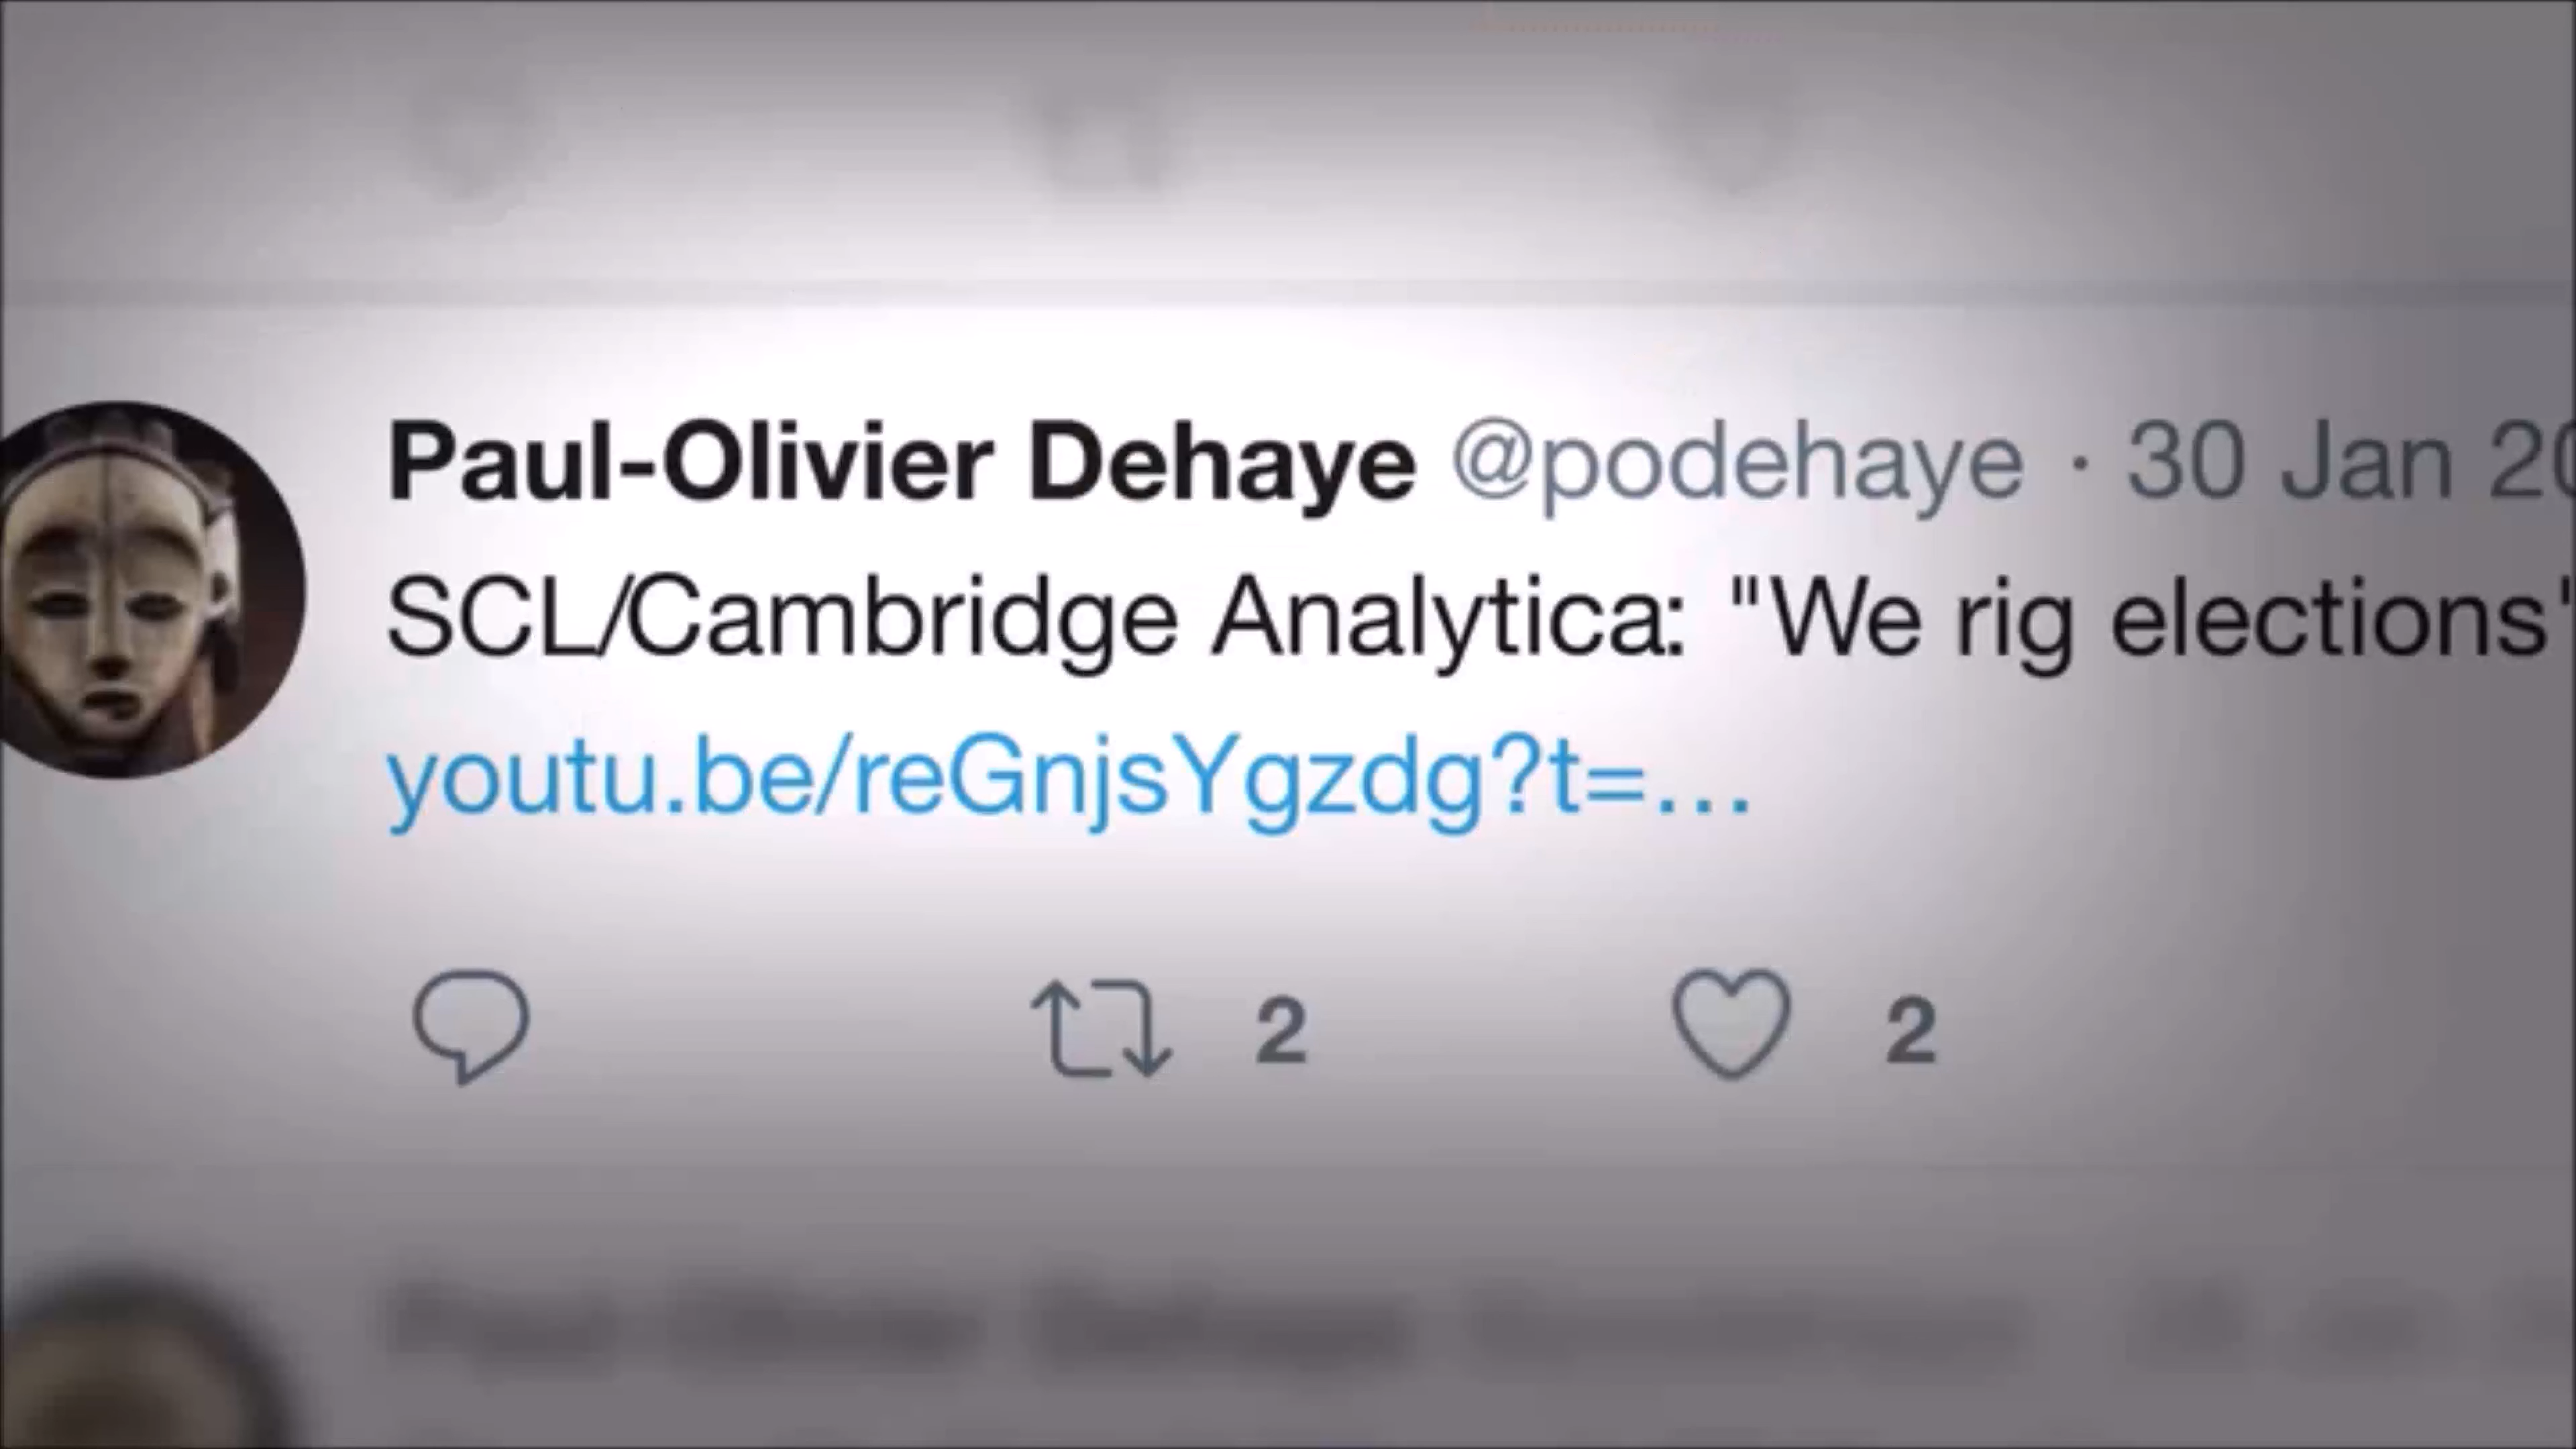 Paul-Olivier Dehaye @podehaye · 30 Jan 20
SCL/Cambridge Analytica: "We rig elections"
youtu.be/reGnjsYgzdg?t=...
2 2